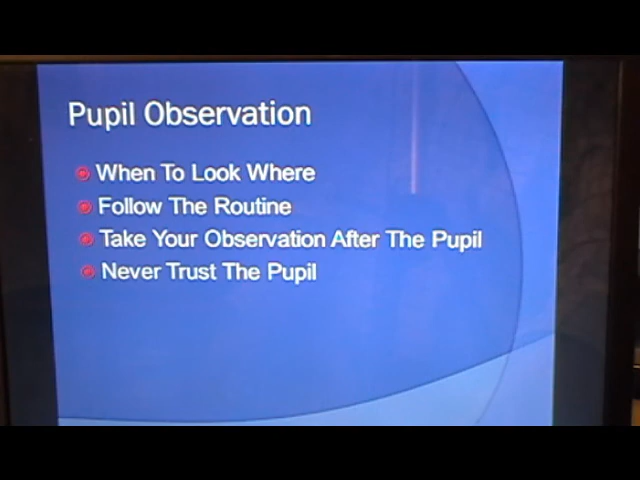 Pupil Observation
When To Look Where
Follow The Routine
Take Your Observation After The Pupil
Never Trust The Pupil